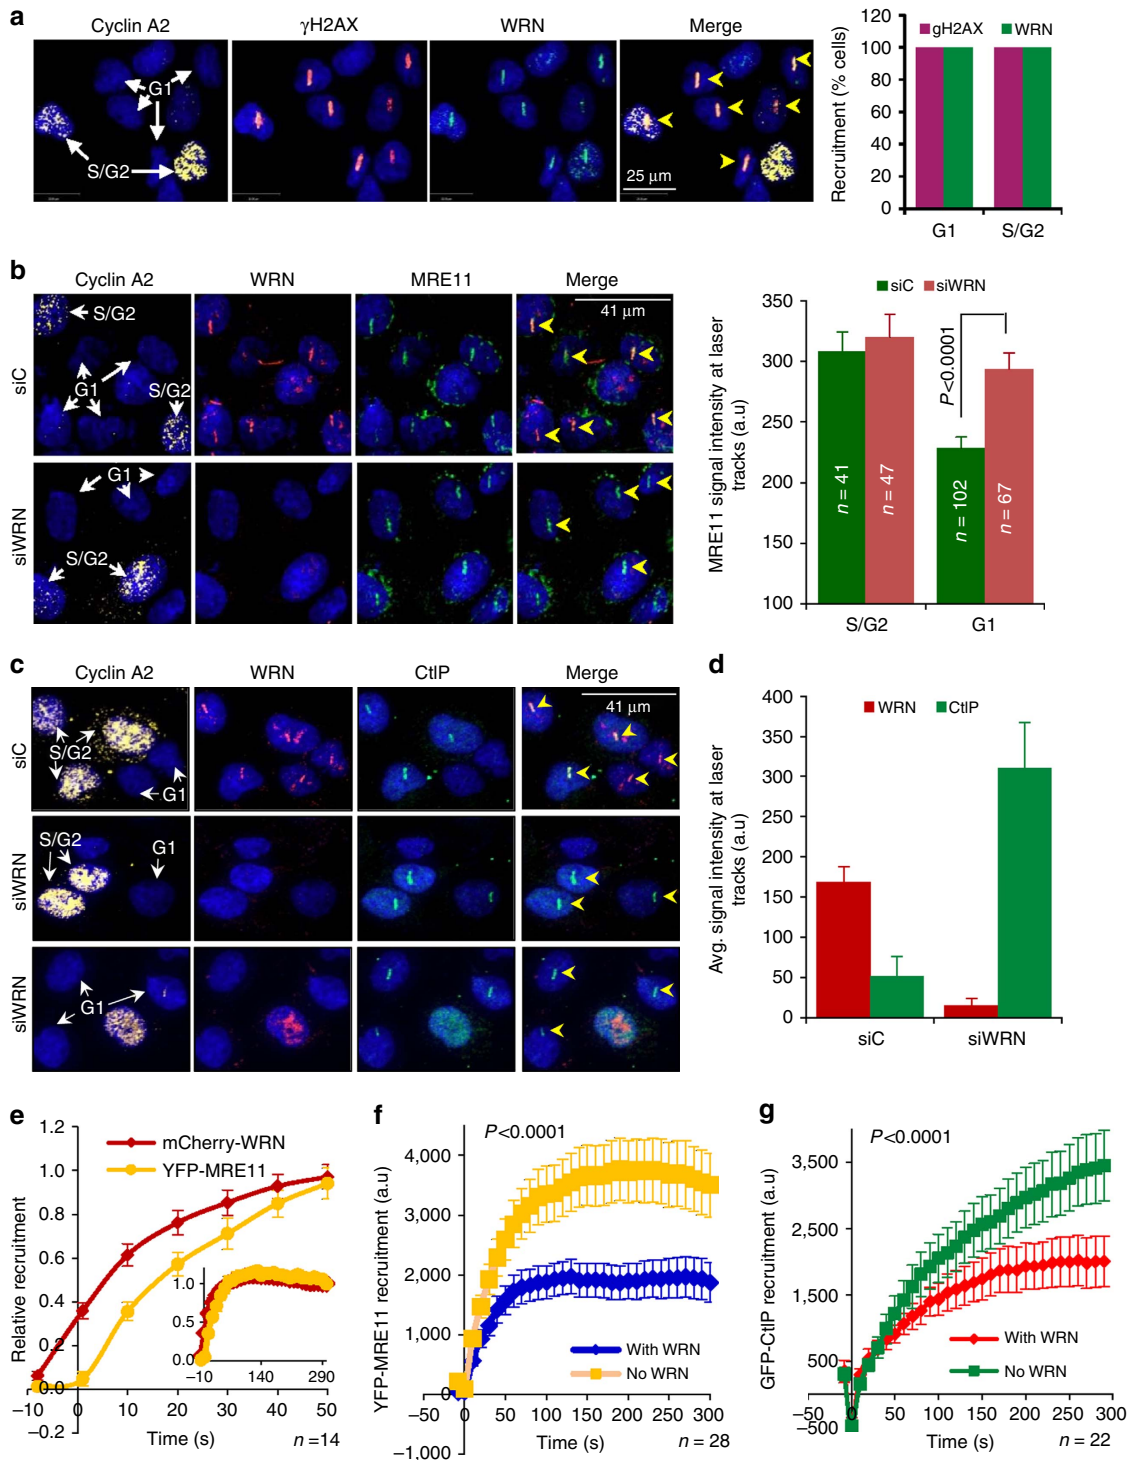 a
Cyclin A2 γH2AX WRN Merge
G1
S/G2
25 μm
Recruitment (% cells)
120
100
80
60
40
20
0
gH2AX WRN
G1 S/G2
b
Cyclin A2 WRN MRE11 Merge
siC
S/G2
G1
S/G2
41 μm
siWRN
G1
S/G2
MRE11 signal intensity at laser
tracks (a.u)
siC siWRN
350
300
250
200
150
100
P<0.0001
n = 41
n = 47
n = 102
n = 67
S/G2 G1
c
Cyclin A2 WRN CtIP Merge
siC
S/G2
G1
41 μm
siWRN
S/G2
G1
siWRN
G1
d
Avg. signal intensity at laser
tracks (a.u)
WRN CtIP
400
350
300
250
200
150
100
50
0
siC siWRN
e
Relative recruitment
1.2
1.0
0.8
0.6
0.4
0.2
0.0
−0.2
mCherry-WRN
YFP-MRE11
1.0
0.5
0.0
−10 140 290
−10 0 10 20 30 40 50
Time (s)
n =14
f
P<0.0001
YFP-MRE11 recruitment (a.u)
4,000
3,000
2,000
1,000
0
−1,000
With WRN
No WRN
−50 0 50 100 150 200 250 300
Time (s)
n = 28
g
P<0.0001
GFP-CtIP recruitment (a.u)
3,500
2,500
1,500
500
−500
With WRN
No WRN
−50 0 50 100 150 200 250 300
Time (s)
n = 22